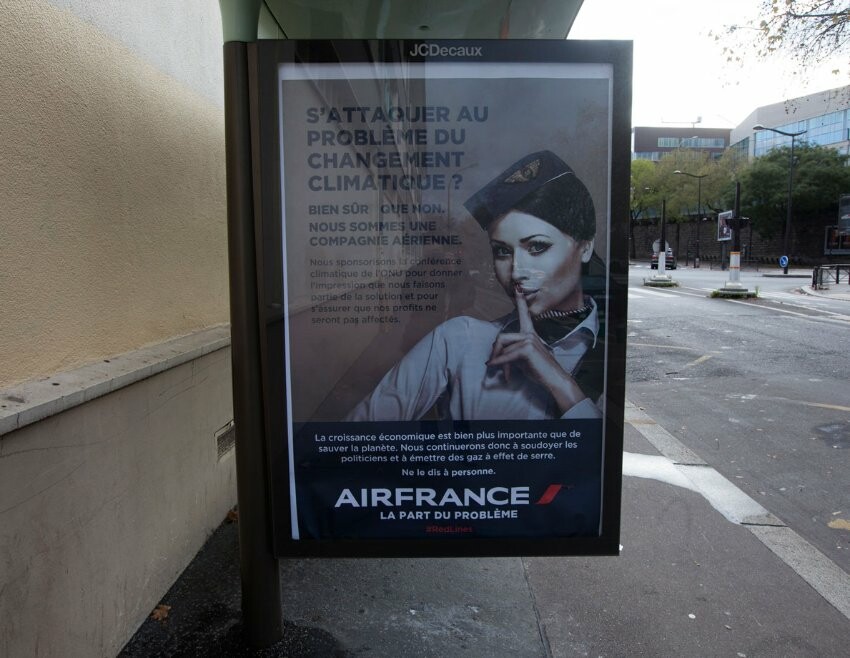 JCDecaux
S'ATTAQUER AU
PROBLÈME DU
CHANGEMENT
CLIMATIQUE ?
BIEN SÛR QUE NON.
NOUS SOMMES UNE
COMPAGNIE AÉRIENNE.
Nous sponsorisons la conférence
climatique de l'ONU pour donner
l'impression que nous faisons
partie de la solution et pour
s'assurer que nos profits ne
seront pas affectés.
La croissance économique est bien plus importante que de
sauver la planète. Nous continuerons donc à soudoyer les
politiciens et à émettre des gaz à effet de serre.
Ne le dis à personne.
AIRFRANCE
LA PART DU PROBLÈME
#RedLines